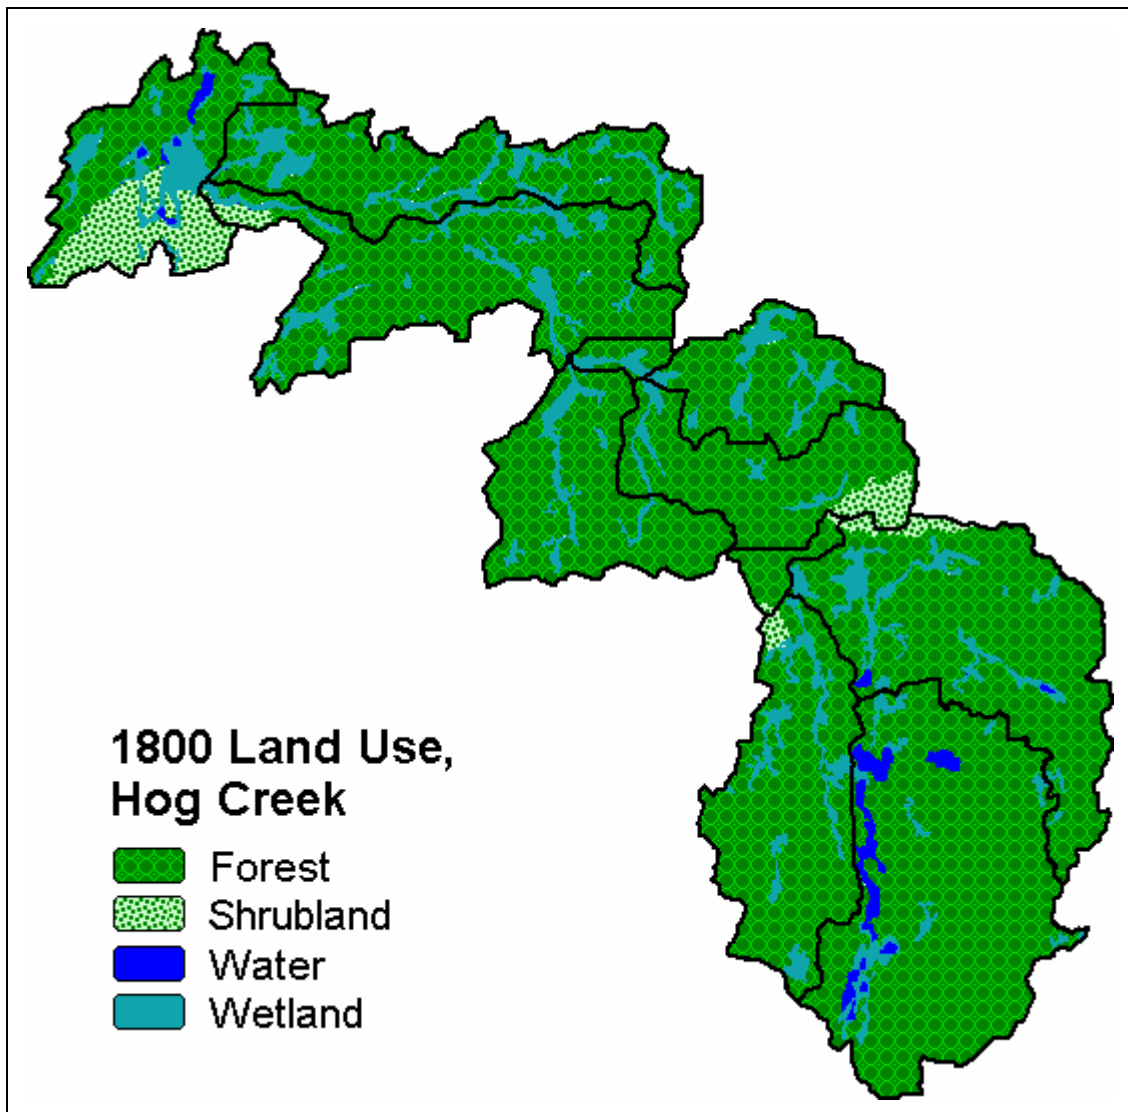 1800 Land Use,
Hog Creek
Forest
Shrubland
Water
Wetland